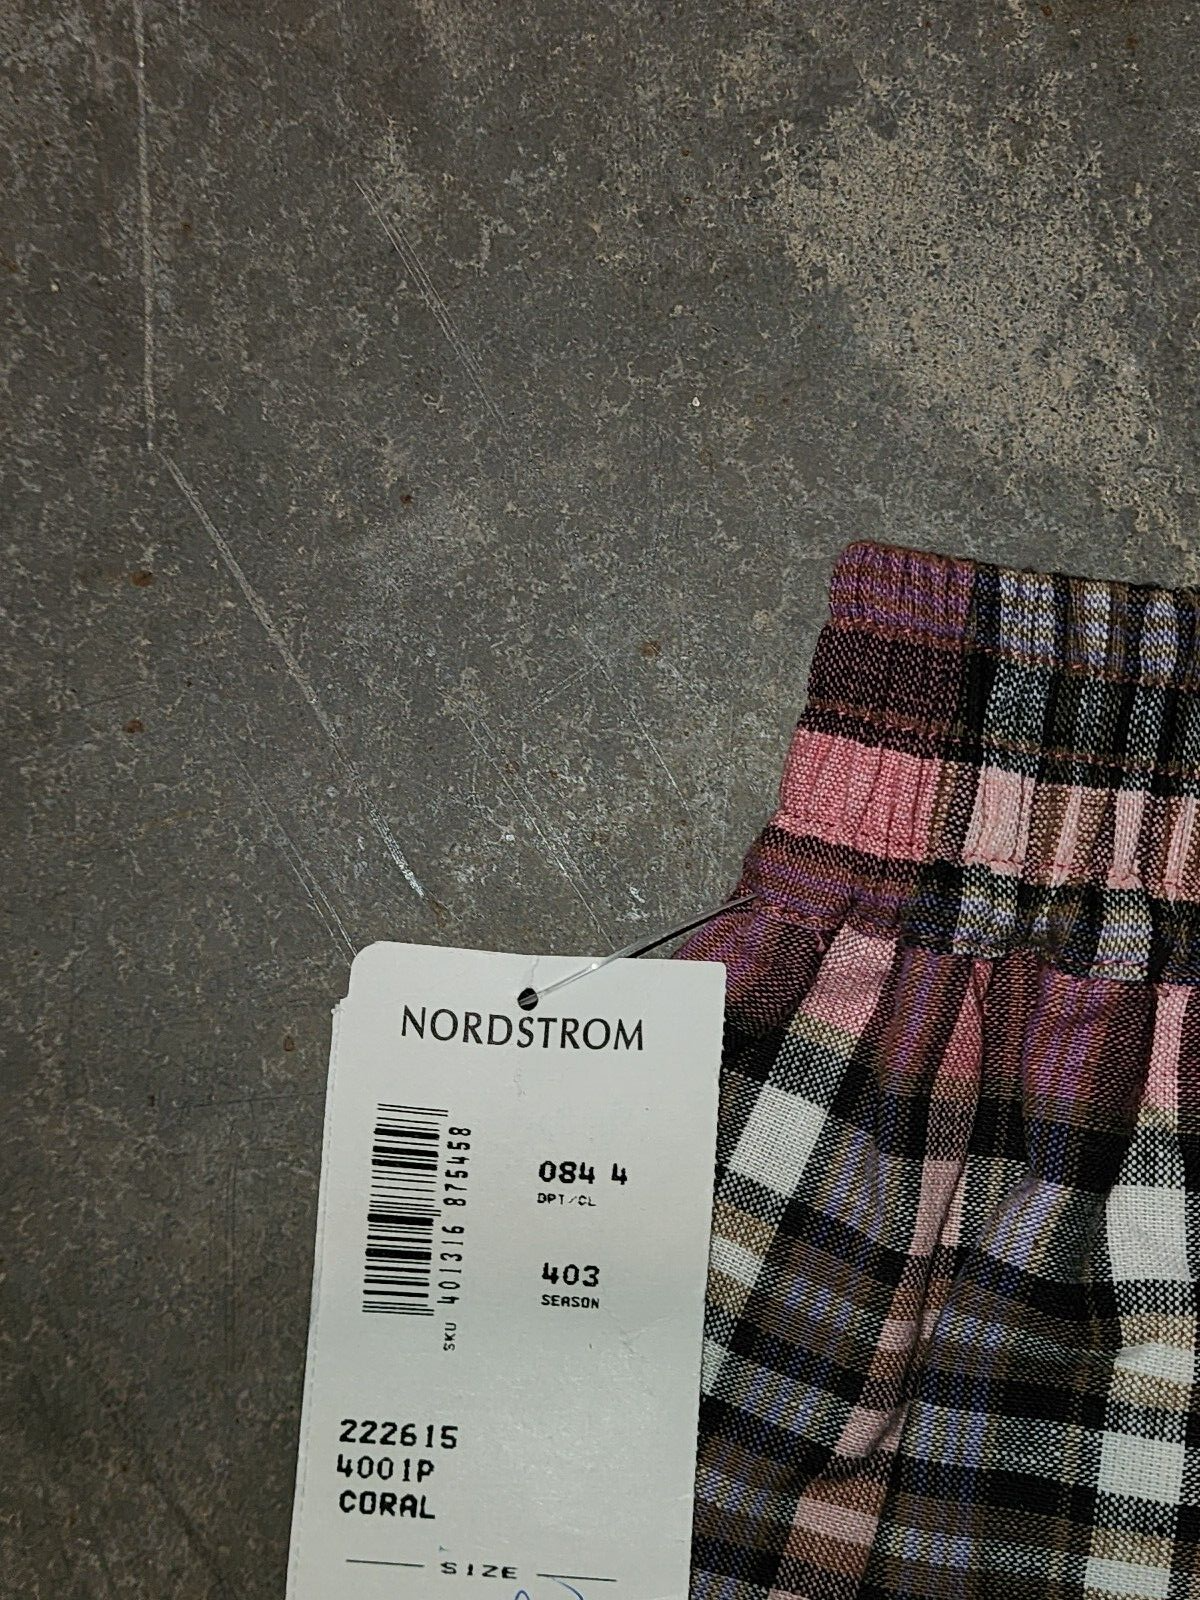 NORDSTROM
SKU 401316 875458
084 4
DPT/CL
403
SEASON
222615
4001P
CORAL
SIZE